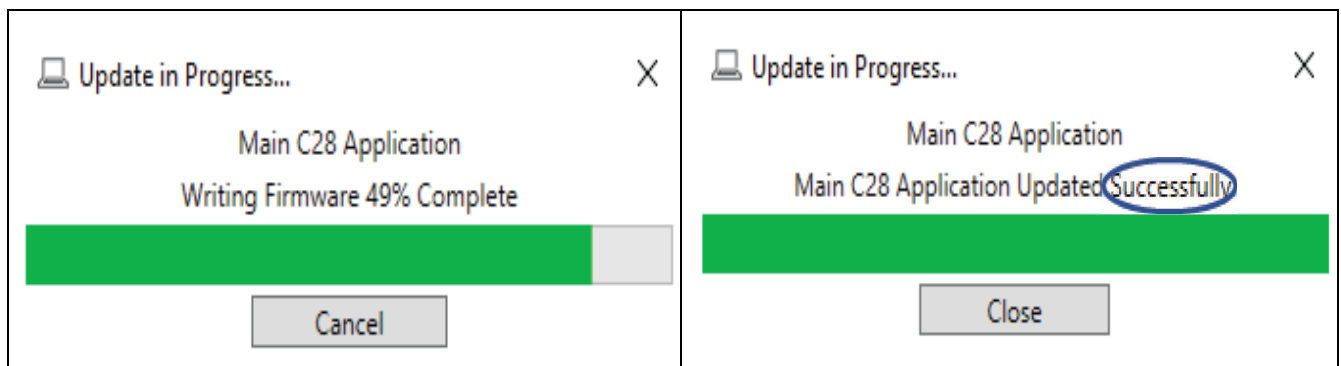 Update in Progress...
X
Main C28 Application
Writing Firmware 49% Complete
Cancel
Update in Progress...
X
Main C28 Application
Main C28 Application Updated Successfully
Close